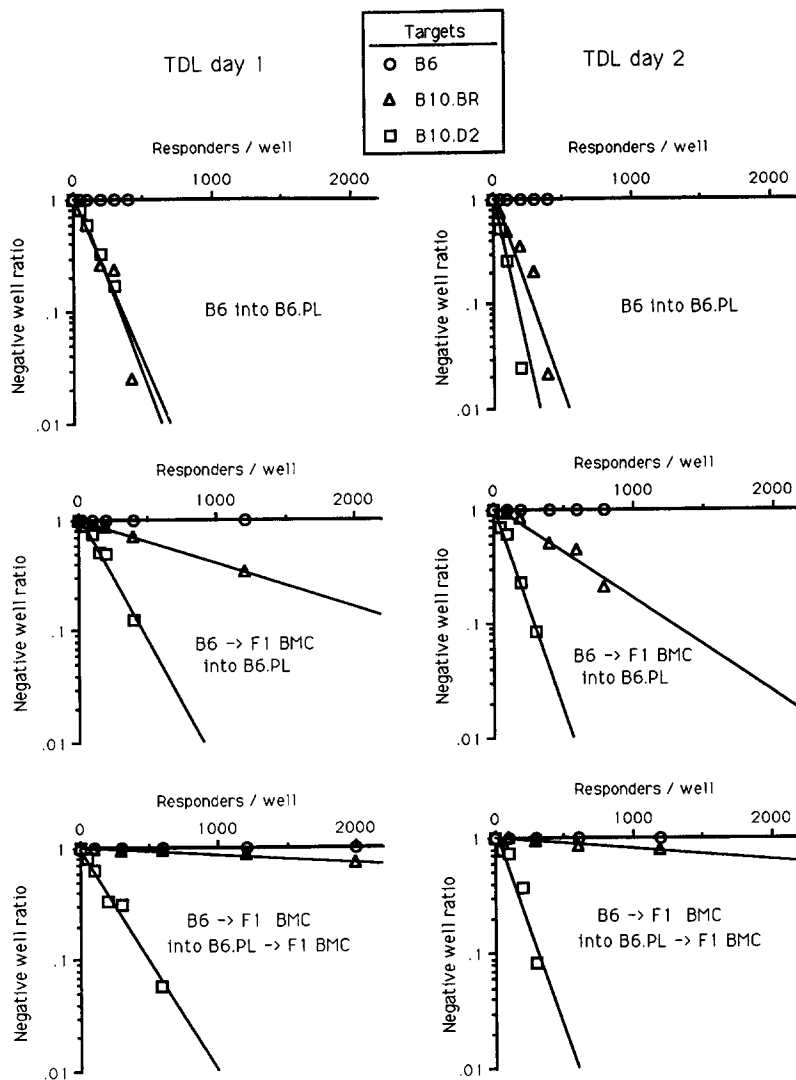 Targets
B6
B10.BR
B10.D2
TDL day 1
TDL day 2
Responders / well
0 1000 2000
1
.1
.01
Negative well ratio
B6 into B6.PL
Responders / well
0 1000 2000
1
.1
.01
Negative well ratio
B6 into B6.PL
Responders / well
0 1000 2000
1
.1
.01
Negative well ratio
B6 -> F1 BMC
into B6.PL
Responders / well
0 1000 2000
1
.1
.01
Negative well ratio
B6 -> F1 BMC
into B6.PL
Responders / well
0 1000 2000
1
.1
.01
Negative well ratio
B6 -> F1 BMC
into B6.PL -> F1 BMC
Responders / well
0 1000 2000
1
.1
.01
Negative well ratio
B6 -> F1 BMC
into B6.PL -> F1 BMC